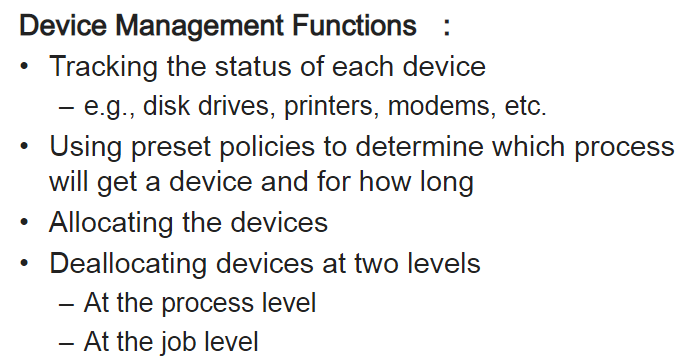 Device Management Functions :
• Tracking the status of each device
– e.g., disk drives, printers, modems, etc.
• Using preset policies to determine which process
will get a device and for how long
• Allocating the devices
• Deallocating devices at two levels
– At the process level
– At the job level